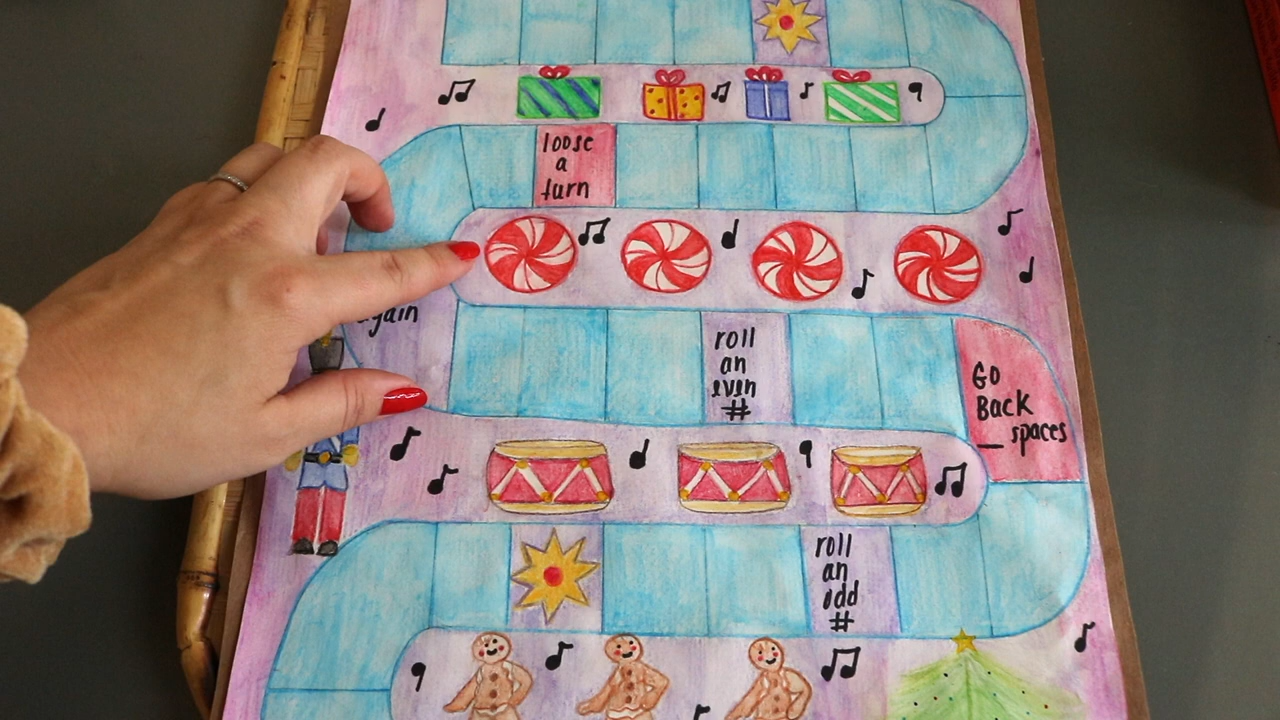 loose
a
turn
again
roll
an
even
#
Go
Back
_ spaces
roll
an
odd
#